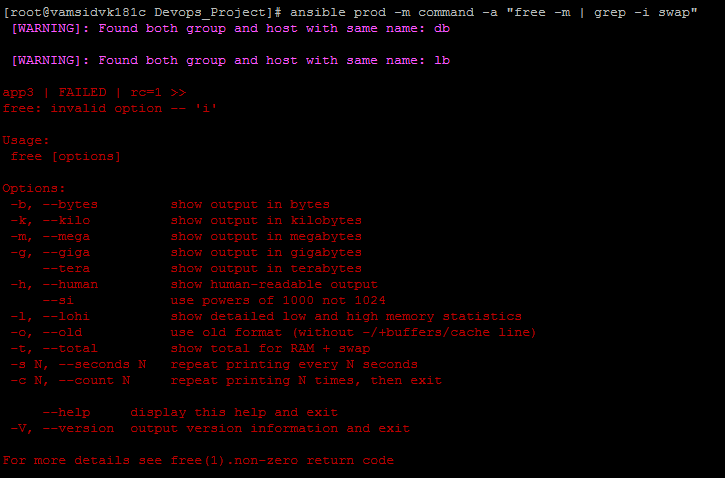 [root@vamsidvk181c Devops_Project]# ansible prod -m command -a "free -m | grep -i swap"
[WARNING]: Found both group and host with same name: db
[WARNING]: Found both group and host with same name: lb
app3 | FAILED | rc=1 >>
free: invalid option -- 'i'
Usage:
free [options]
Options:
-b, --bytes show output in bytes
-k, --kilo show output in kilobytes
-m, --mega show output in megabytes
-g, --giga show output in gigabytes
--tera show output in terabytes
-h, --human show human-readable output
--si use powers of 1000 not 1024
-l, --lohi show detailed low and high memory statistics
-o, --old use old format (without -/+buffers/cache line)
-t, --total show total for RAM + swap
-s N, --seconds N repeat printing every N seconds
-c N, --count N repeat printing N times, then exit
--help display this help and exit
-V, --version output version information and exit
For more details see free(1).non-zero return code